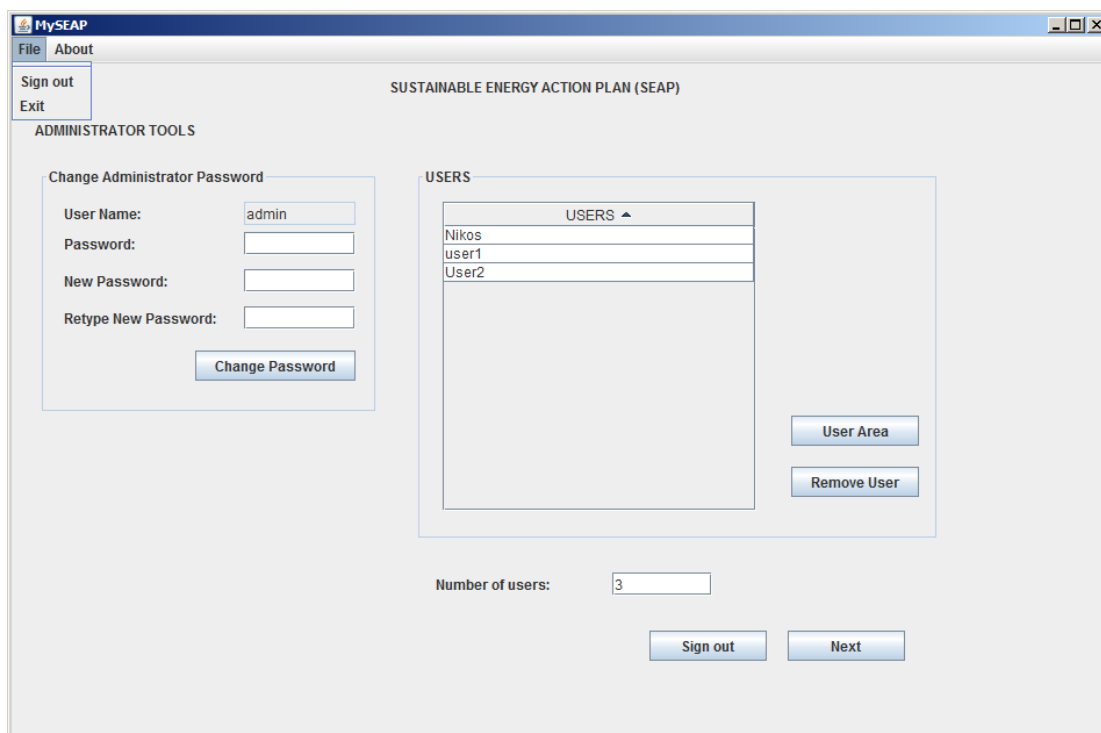 MySEAP
File About
Sign out
Exit
SUSTAINABLE ENERGY ACTION PLAN (SEAP)
ADMINISTRATOR TOOLS
Change Administrator Password
User Name: admin
Password:
New Password:
Retype New Password:
Change Password
USERS
USERS
Nikos
user1
User2
User Area
Remove User
Number of users: 3
Sign out Next